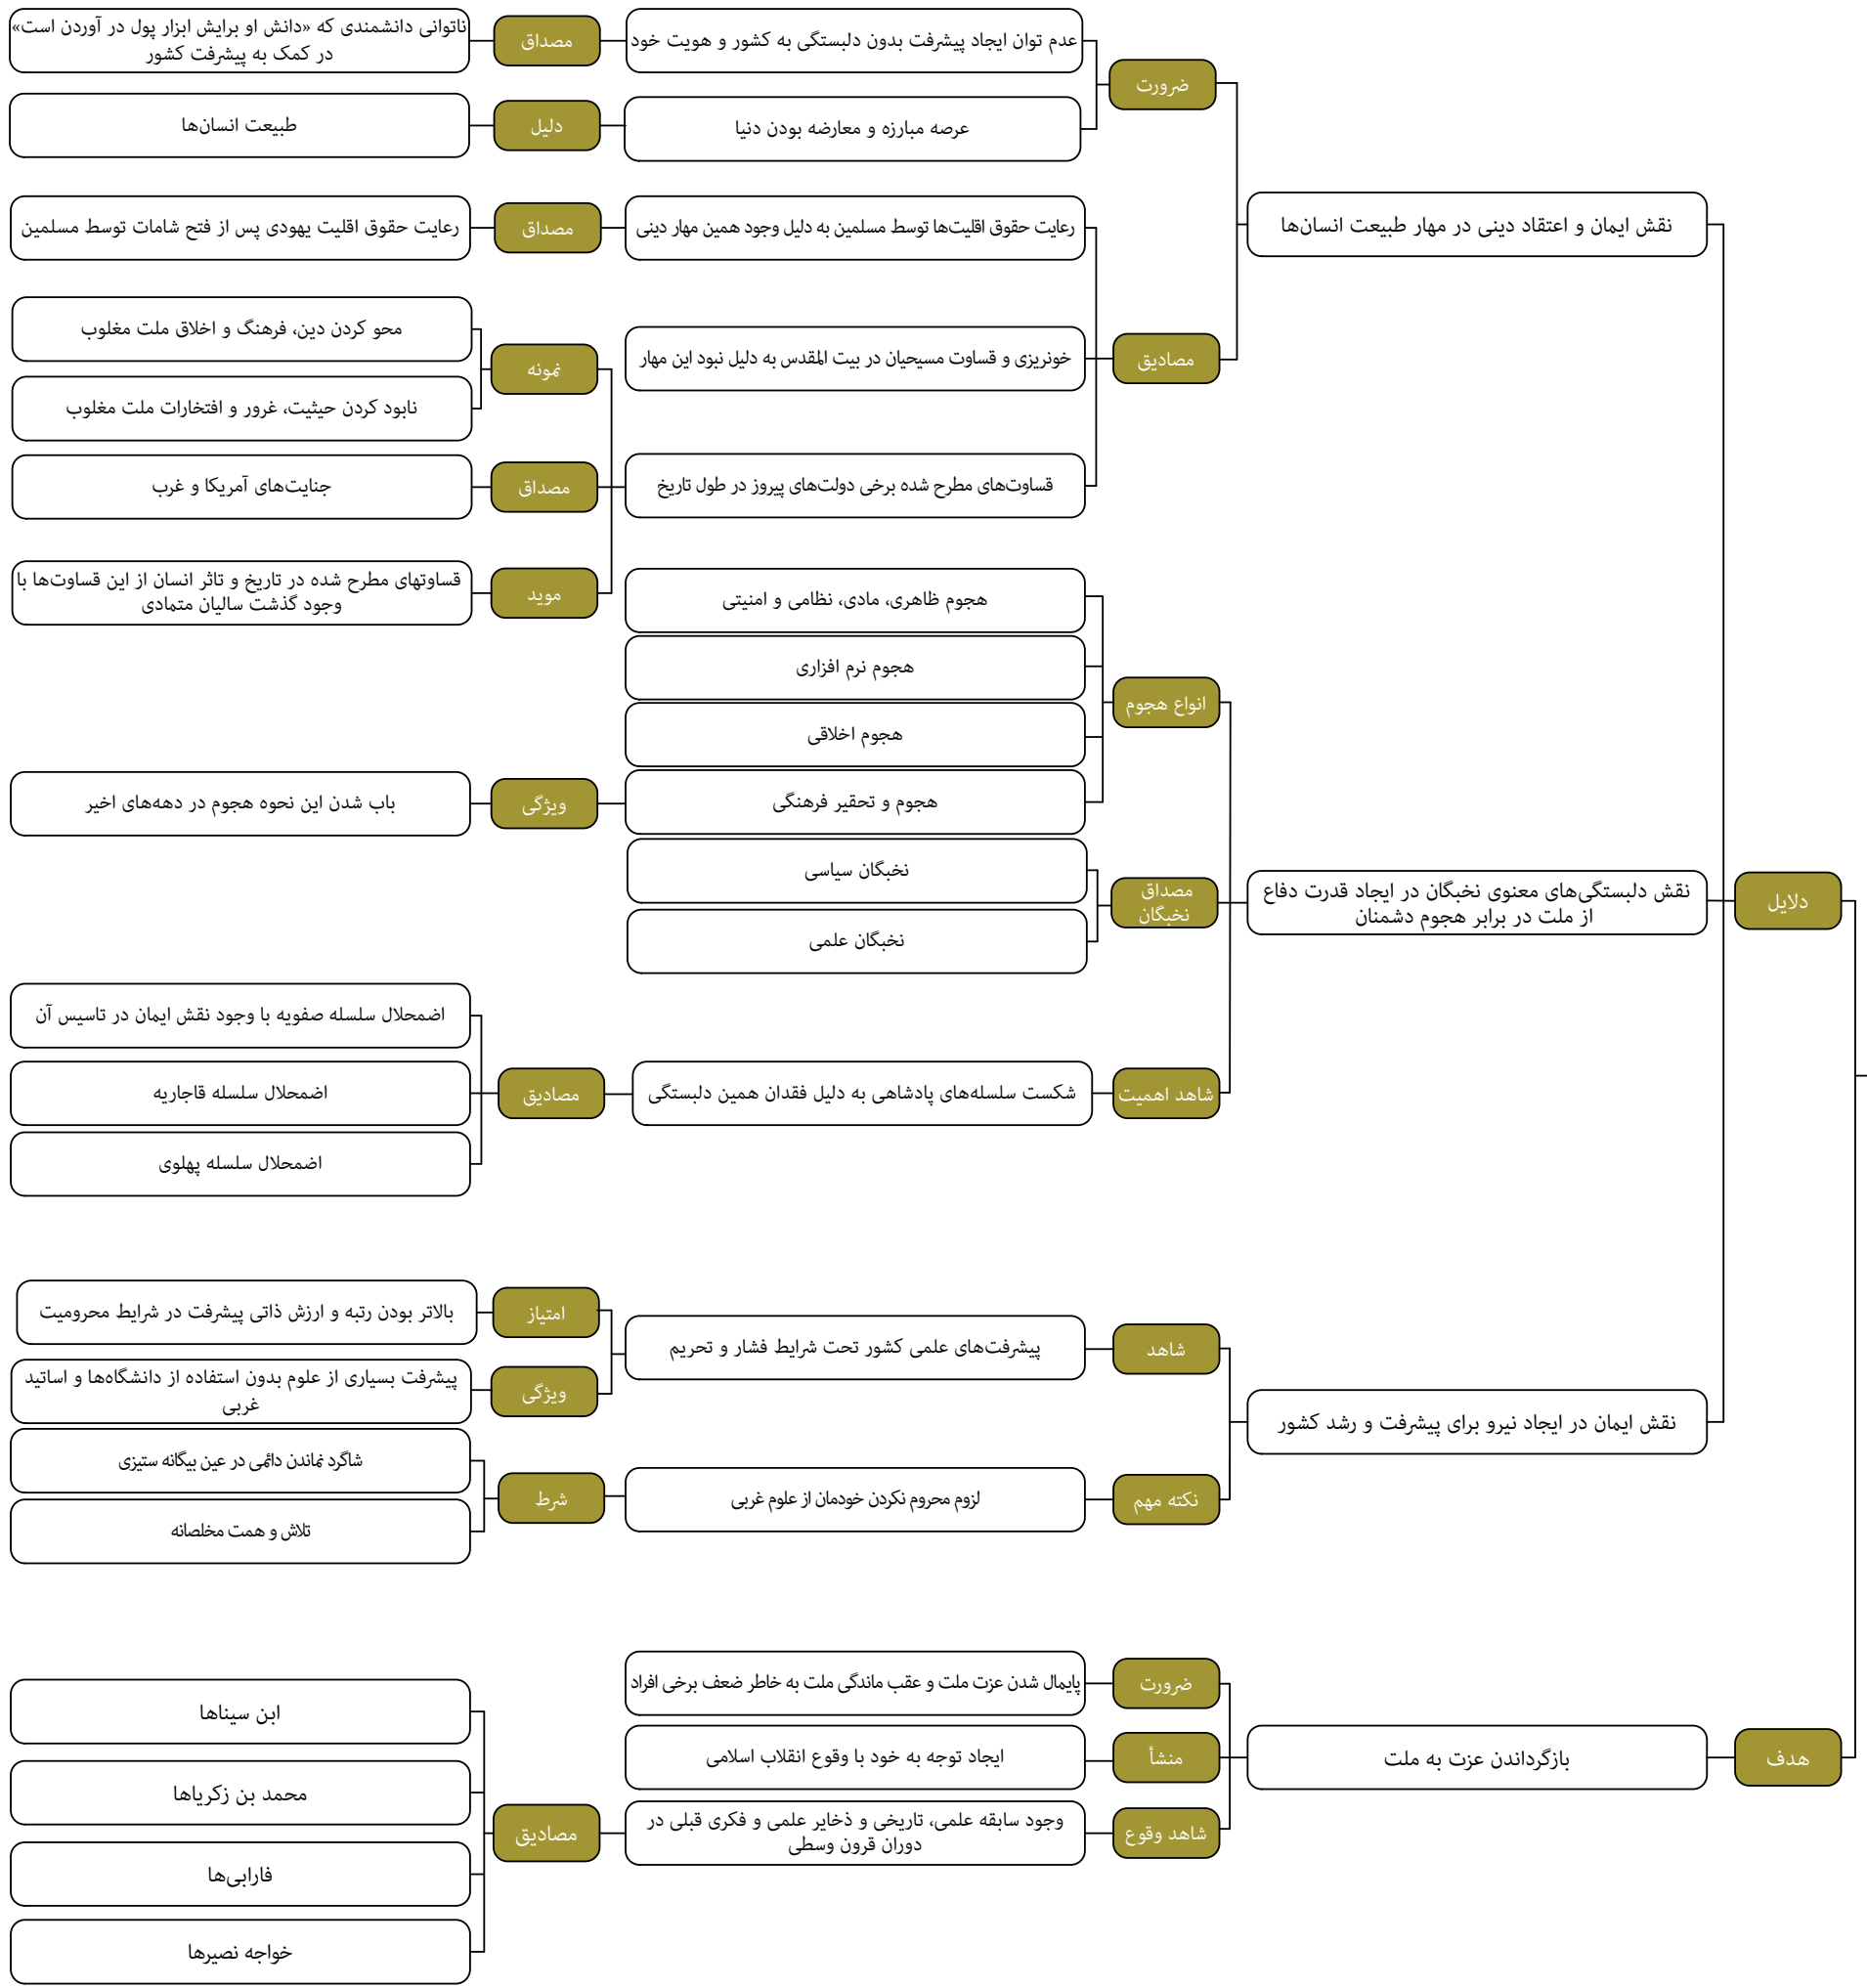 دلایل
نقش ایمان و اعتقاد دینی در مهار طبیعت انسان‌ها
ضرورت
عدم توان ایجاد پیشرفت بدون دلبستگی به کشور و هویت خود
مصداق
ناتوانی دانشمندی که «دانش او برایش ابزار پول در آوردن است»
در کمک به پیشرفت کشور
عرصه مبارزه و معارضه بودن دنیا
دلیل
طبیعت انسان‌ها
مصادیق
رعایت حقوق اقلیت‌ها توسط مسلمین به دلیل وجود همین مهار دینی
مصداق
رعایت حقوق اقلیت یهودی پس از فتح شامات توسط مسلمین
خونریزی و قساوت مسیحیان در بیت المقدس به دلیل نبود این مهار
قساوت‌های مطرح شده برخی دولت‌های پیروز در طول تاریخ
نمونه
محو کردن دین، فرهنگ و اخلاق ملت مغلوب
نابود کردن حیثیت، غرور و افتخارات ملت مغلوب
مصداق
جنایت‌های آمریکا و غرب
موید
قساوتهای مطرح شده در تاریخ و تاثر انسان از این قساوت‌ها با
وجود گذشت سالیان متمادی
نقش دلبستگی‌های معنوی نخبگان در ایجاد قدرت دفاع
از ملت در برابر هجوم دشمنان
انواع هجوم
هجوم ظاهری، مادی، نظامی و امنیتی
هجوم نرم افزاری
هجوم اخلاقی
هجوم و تحقیر فرهنگی
ویژگی
باب شدن این نحوه هجوم در دهه‌های اخیر
مصداق
نخبگان
نخبگان سیاسی
نخبگان علمی
شاهد اهمیت
شکست سلسله‌های پادشاهی به دلیل فقدان همین دلبستگی
مصادیق
اضمحلال سلسله صفویه با وجود نقش ایمان در تاسیس آن
اضمحلال سلسله قاجاریه
اضمحلال سلسله پهلوی
نقش ایمان در ایجاد نیرو برای پیشرفت و رشد کشور
شاهد
پیشرفت‌های علمی کشور تحت شرایط فشار و تحریم
امتیاز
بالاتر بودن رتبه و ارزش ذاتی پیشرفت در شرایط محرومیت
ویژگی
پیشرفت بسیاری از علوم بدون استفاده از دانشگاه‌ها و اساتید
غربی
نکته مهم
لزوم محروم نکردن خودمان از علوم غربی
شرط
شاگرد نماندن دائمی در عین بیگانه ستیزی
تلاش و همت مخلصانه
هدف
بازگرداندن عزت به ملت
ضرورت
پایمال شدن عزت ملت و عقب ماندگی ملت به خاطر ضعف برخی افراد
منشأ
ایجاد توجه به خود با وقوع انقلاب اسلامی
شاهد وقوع
وجود سابقه علمی، تاریخی و ذخایر علمی و فکری قبلی در
دوران قرون وسطی
مصادیق
ابن سیناها
محمد بن زکریاها
فارابی‌ها
خواجه نصیرها